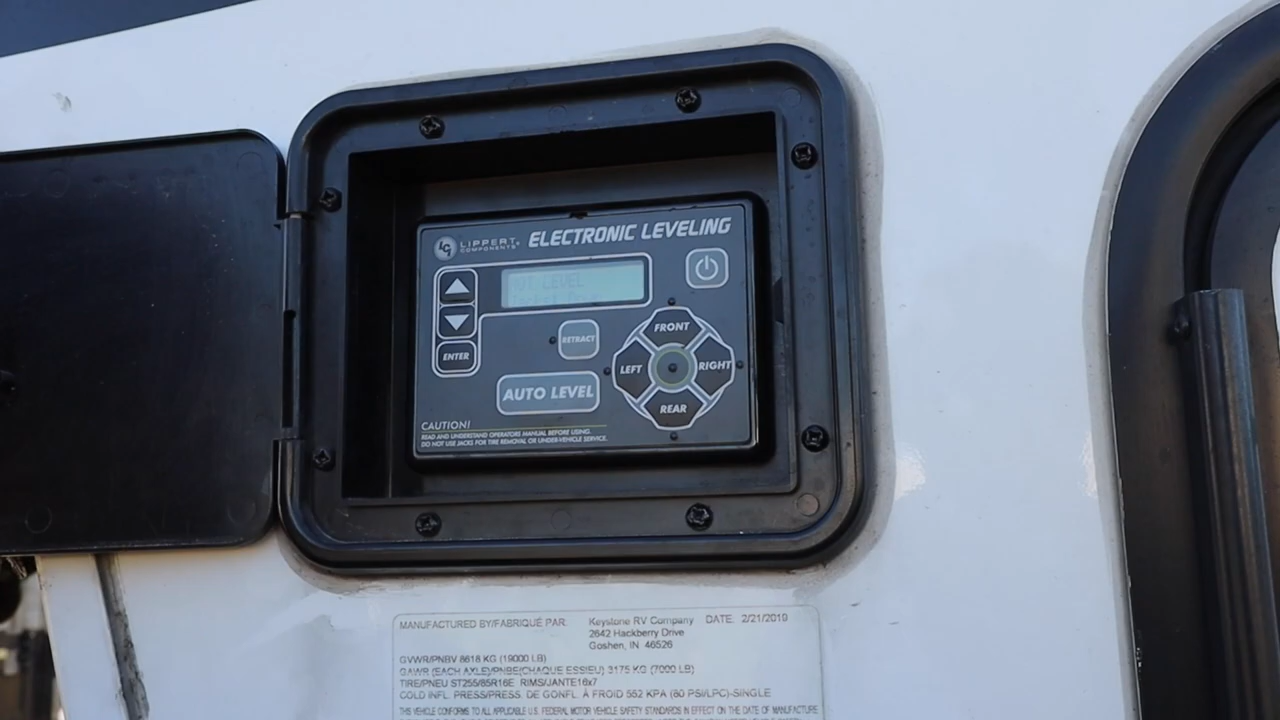 LCI LIPPERT COMPONENTS® ELECTRONIC LEVELING
NOT LEVEL
ENTER
RETRACT
AUTO LEVEL
FRONT
LEFT
RIGHT
REAR
CAUTION!
READ AND UNDERSTAND OPERATORS MANUAL BEFORE USING.
DO NOT USE JACKS FOR TIRE REMOVAL OR UNDER-VEHICLE SERVICE.
MANUFACTURED BY/FABRIQUÉ PAR: Keystone RV Company DATE: 2/21/2019
2642 Hackberry Drive
Goshen, IN 46526
GVWR/PNBV 8618 KG (19000 LB)
GAWR (EACH AXLE)/PNBE(CHAQUE ESSIEU) 3175 KG (7000 LB)
TIRE/PNEU ST255/85R16E RIMS/JANTE16x7
COLD INFL. PRESS/PRESS. DE GONFL. À FROID 552 KPA (80 PSI/LPC)-SINGLE
THIS VEHICLE CONFORMS TO ALL APPLICABLE U.S. FEDERAL MOTOR VEHICLE SAFETY STANDARDS IN EFFECT ON THE DATE OF MANUFACTURE